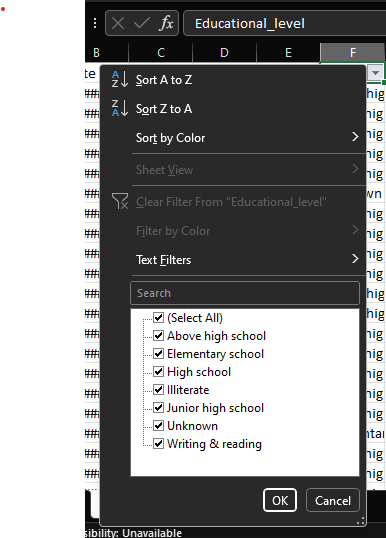 Educational_level
B C D E F
Sort A to Z
Sort Z to A
Sort by Color
Sheet View
Clear Filter From "Educational_level"
Filter by Color
Text Filters
Search
(Select All)
Above high school
Elementary school
High school
Illiterate
Junior high school
Unknown
Writing & reading
OK Cancel
sibility: Unavailable